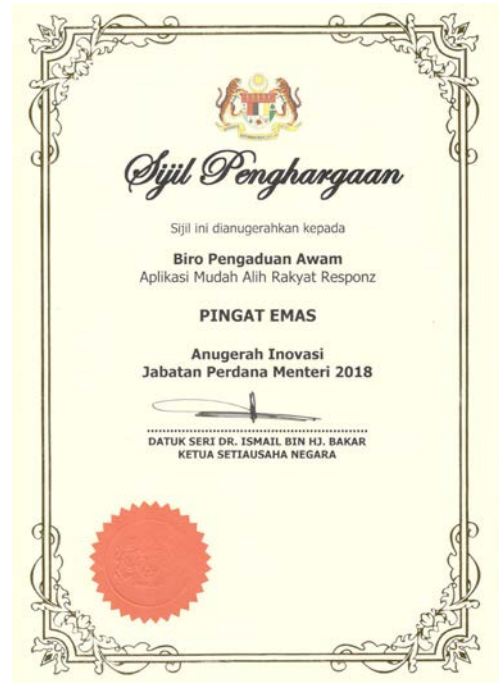 Sijil Penghargaan
Sijil ini dianugerahkan kepada
Biro Pengaduan Awam
Aplikasi Mudah Alih Rakyat Responz
PINGAT EMAS
Anugerah Inovasi
Jabatan Perdana Menteri 2018
DATUK SERI DR. ISMAIL BIN HJ. BAKAR
KETUA SETIAUSAHA NEGARA